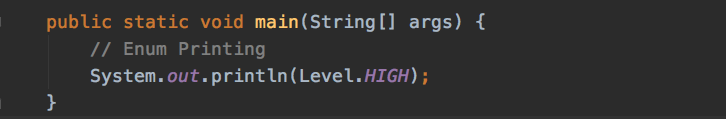 public static void main(String[] args) {
// Enum Printing
System.out.println(Level.HIGH);
}